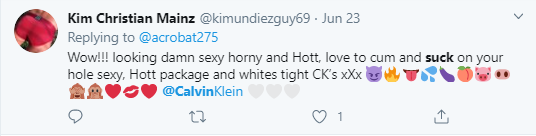 Kim Christian Mainz @kimundiezguy69 · Jun 23
Replying to @acrobat275
Wow!!! looking damn sexy horny and Hott, love to cum and suck on your
hole sexy, Hott package and whites tight CK's xXx 😈🔥👅💦🍆🍑🐷🐽
🙈🙊❤️💋❤️ @CalvinKlein 🤍🤍🤍
1